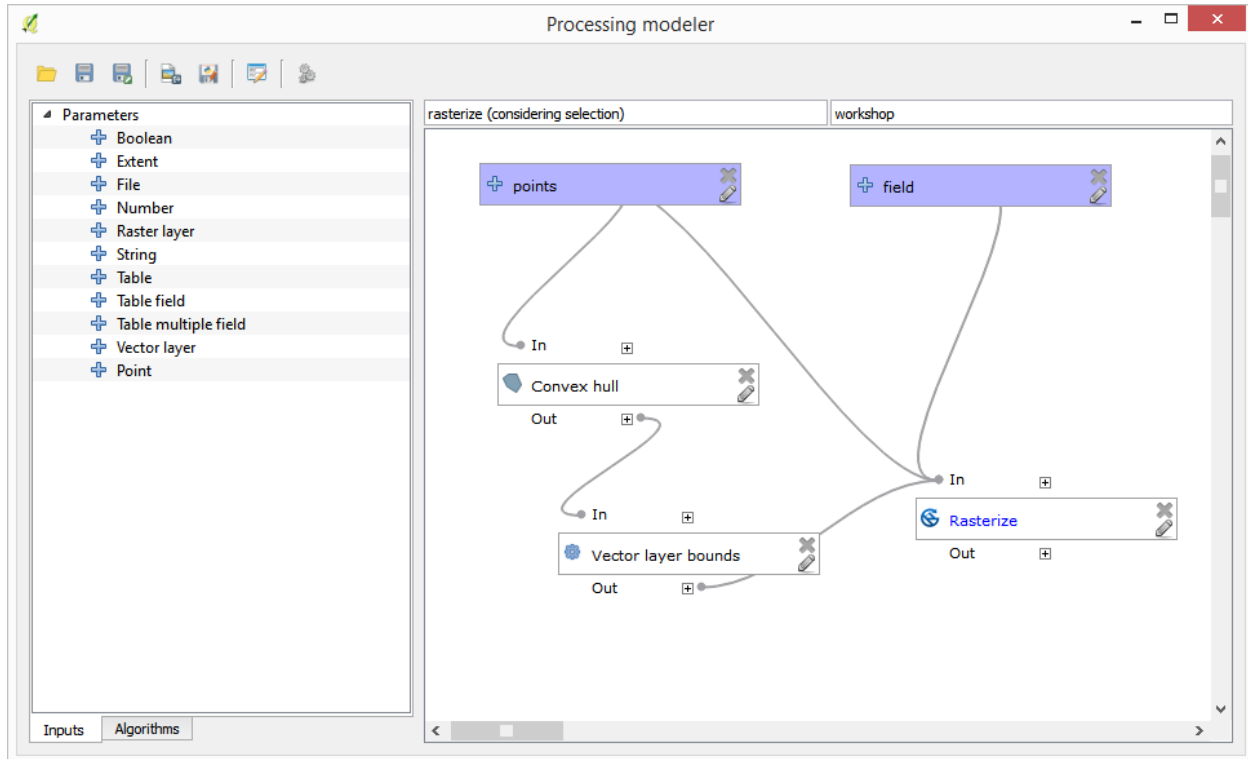 Processing modeler
Parameters
Boolean
Extent
File
Number
Raster layer
String
Table
Table field
Table multiple field
Vector layer
Point
Inputs
Algorithms
rasterize (considering selection)
workshop
points
field
In
Convex hull
Out
In
Rasterize
Out
In
Vector layer bounds
Out